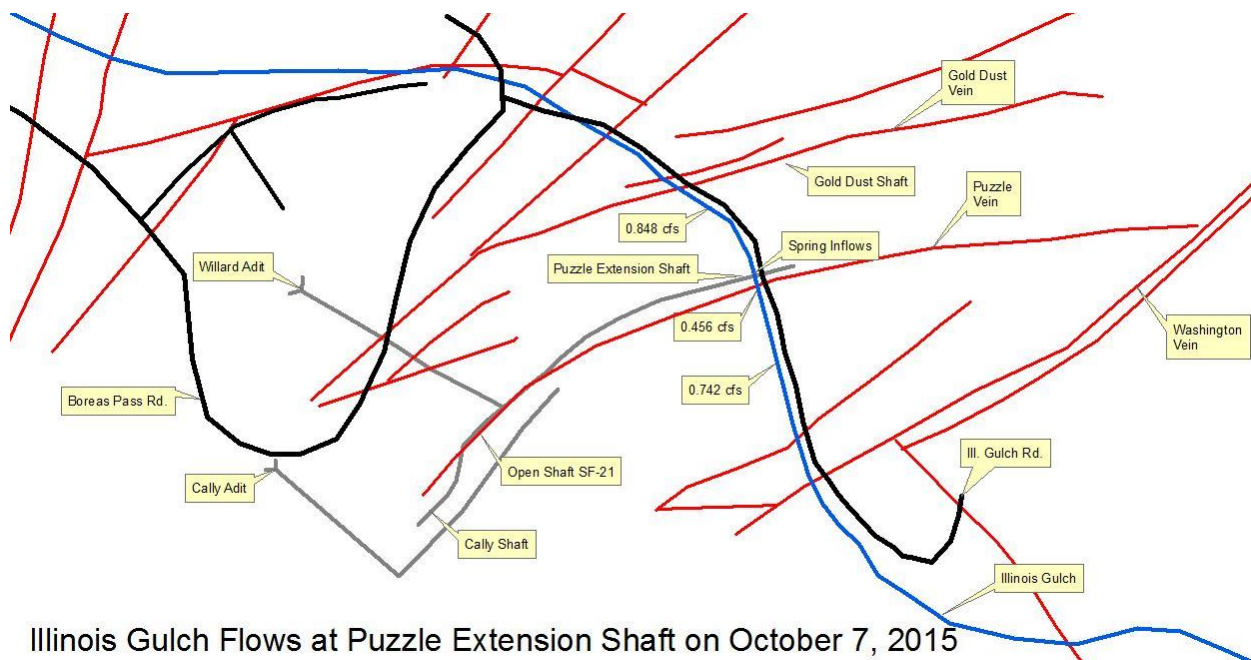 Gold Dust
Vein
Gold Dust Shaft
Puzzle
Vein
0.848 cfs
Spring Inflows
Willard Adit
Puzzle Extension Shaft
0.456 cfs
Washington
Vein
0.742 cfs
Boreas Pass Rd.
Ill. Gulch Rd.
Open Shaft SF-21
Cally Adit
Cally Shaft
Illinois Gulch
Illinois Gulch Flows at Puzzle Extension Shaft on October 7, 2015